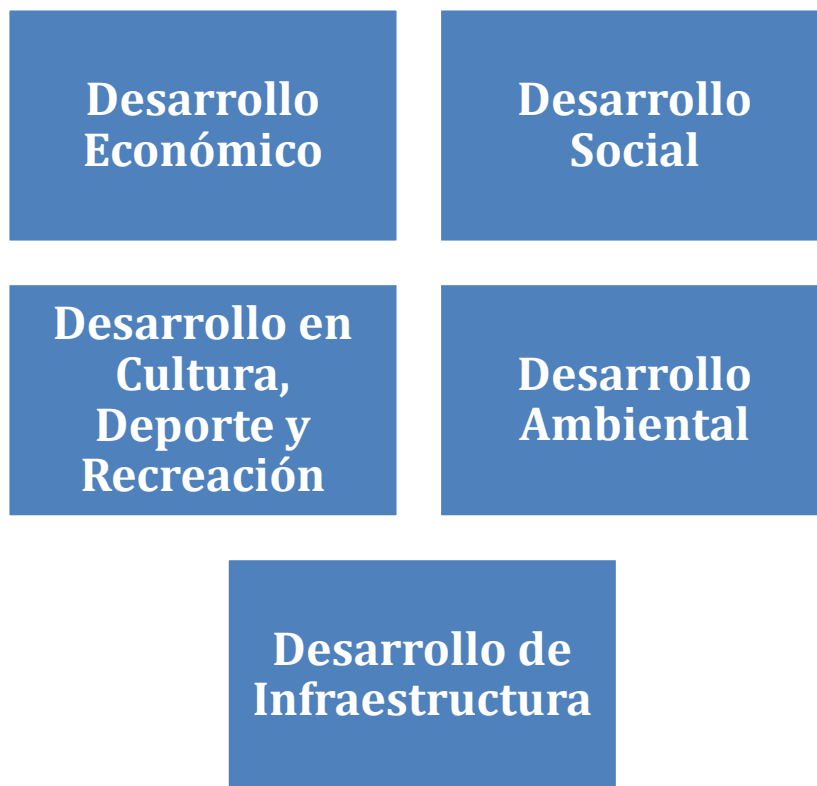 Desarrollo
Económico
Desarrollo
Social
Desarrollo en
Cultura,
Deporte y
Recreación
Desarrollo
Ambiental
Desarrollo de
Infraestructura